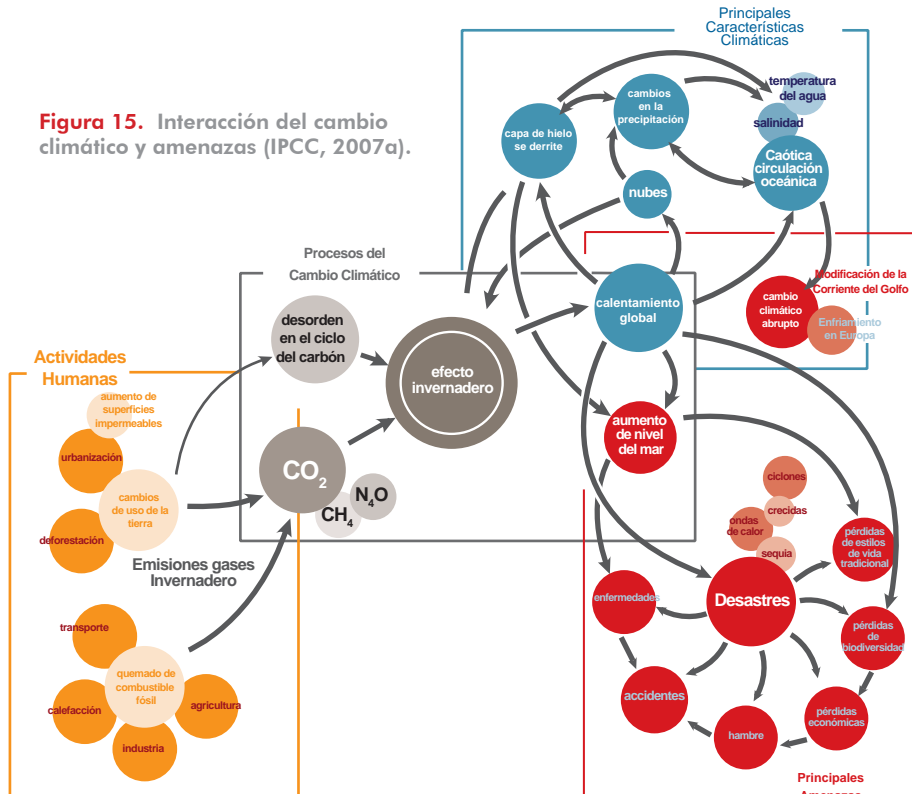 Principales
Características
Climáticas
Figura 15. Interacción del cambio
climático y amenazas (IPCC, 2007a).
capa de hielo
se derrite
cambios
en la
precipitación
temperatura
del agua
salinidad
Caótica
circulación
oceánica
nubes
Procesos del
Cambio Climático
calentamiento
global
Modificación de la
Corriente del Golfo
cambio
climático
abrupto
Enfriamiento
en Europa
desorden
en el ciclo
del carbón
efecto
invernadero
Actividades
Humanas
aumento de
superficies
impermeables
urbanización
cambios
de uso de la
tierra
deforestación
CO2
CH4
N4O
Emisiones gases
Invernadero
aumento
de nivel
del mar
ciclones
crecidas
ondas
de calor
sequia
pérdidas
de estilos
de vida
tradicional
enfermedades
Desastres
pérdidas
de
biodiversidad
transporte
quemado de
combustible
fósil
calefacción
agricultura
industria
accidentes
hambre
pérdidas
económicas
Principales
Amenazas